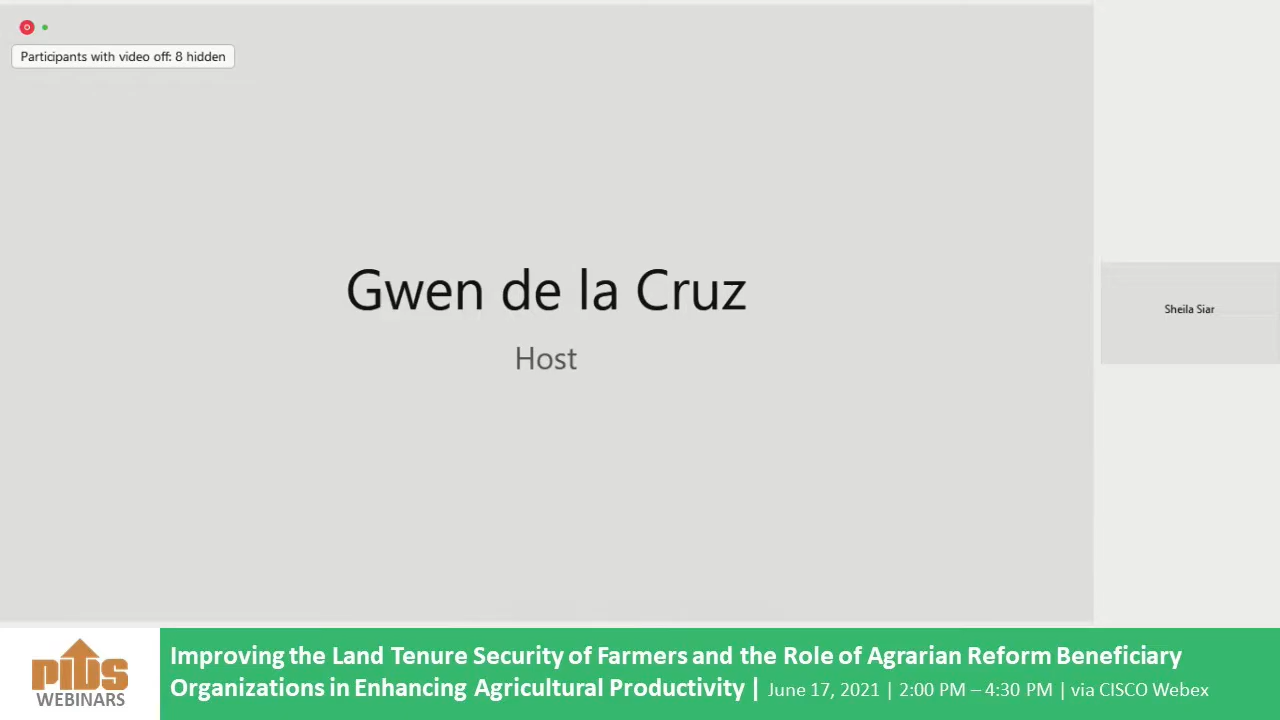 Participants with video off: 8 hidden
Gwen de la Cruz
Host
Sheila Siar
PIDS
WEBINARS
Improving the Land Tenure Security of Farmers and the Role of Agrarian Reform Beneficiary
Organizations in Enhancing Agricultural Productivity | June 17, 2021 | 2:00 PM – 4:30 PM | via CISCO Webex